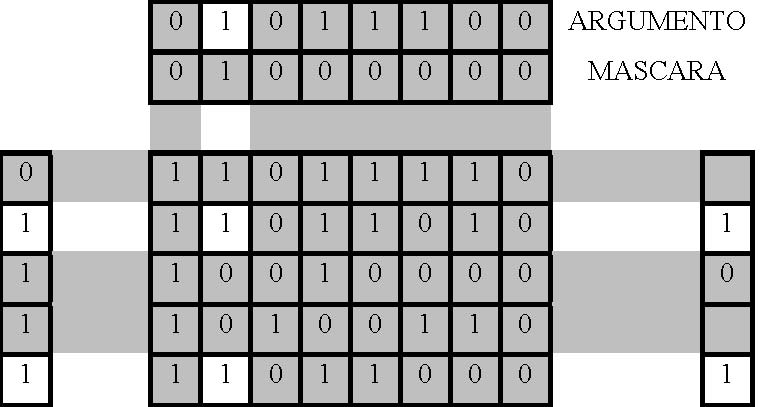 0 1 0 1 1 1 0 0 ARGUMENTO
0 1 0 0 0 0 0 0 MASCARA
0 1 1 0 1 1 1 1 0
1 1 1 0 1 1 0 1 0 1
1 1 0 0 1 0 0 0 0 0
1 1 0 1 0 0 1 1 0
1 1 1 0 1 1 0 0 0 1